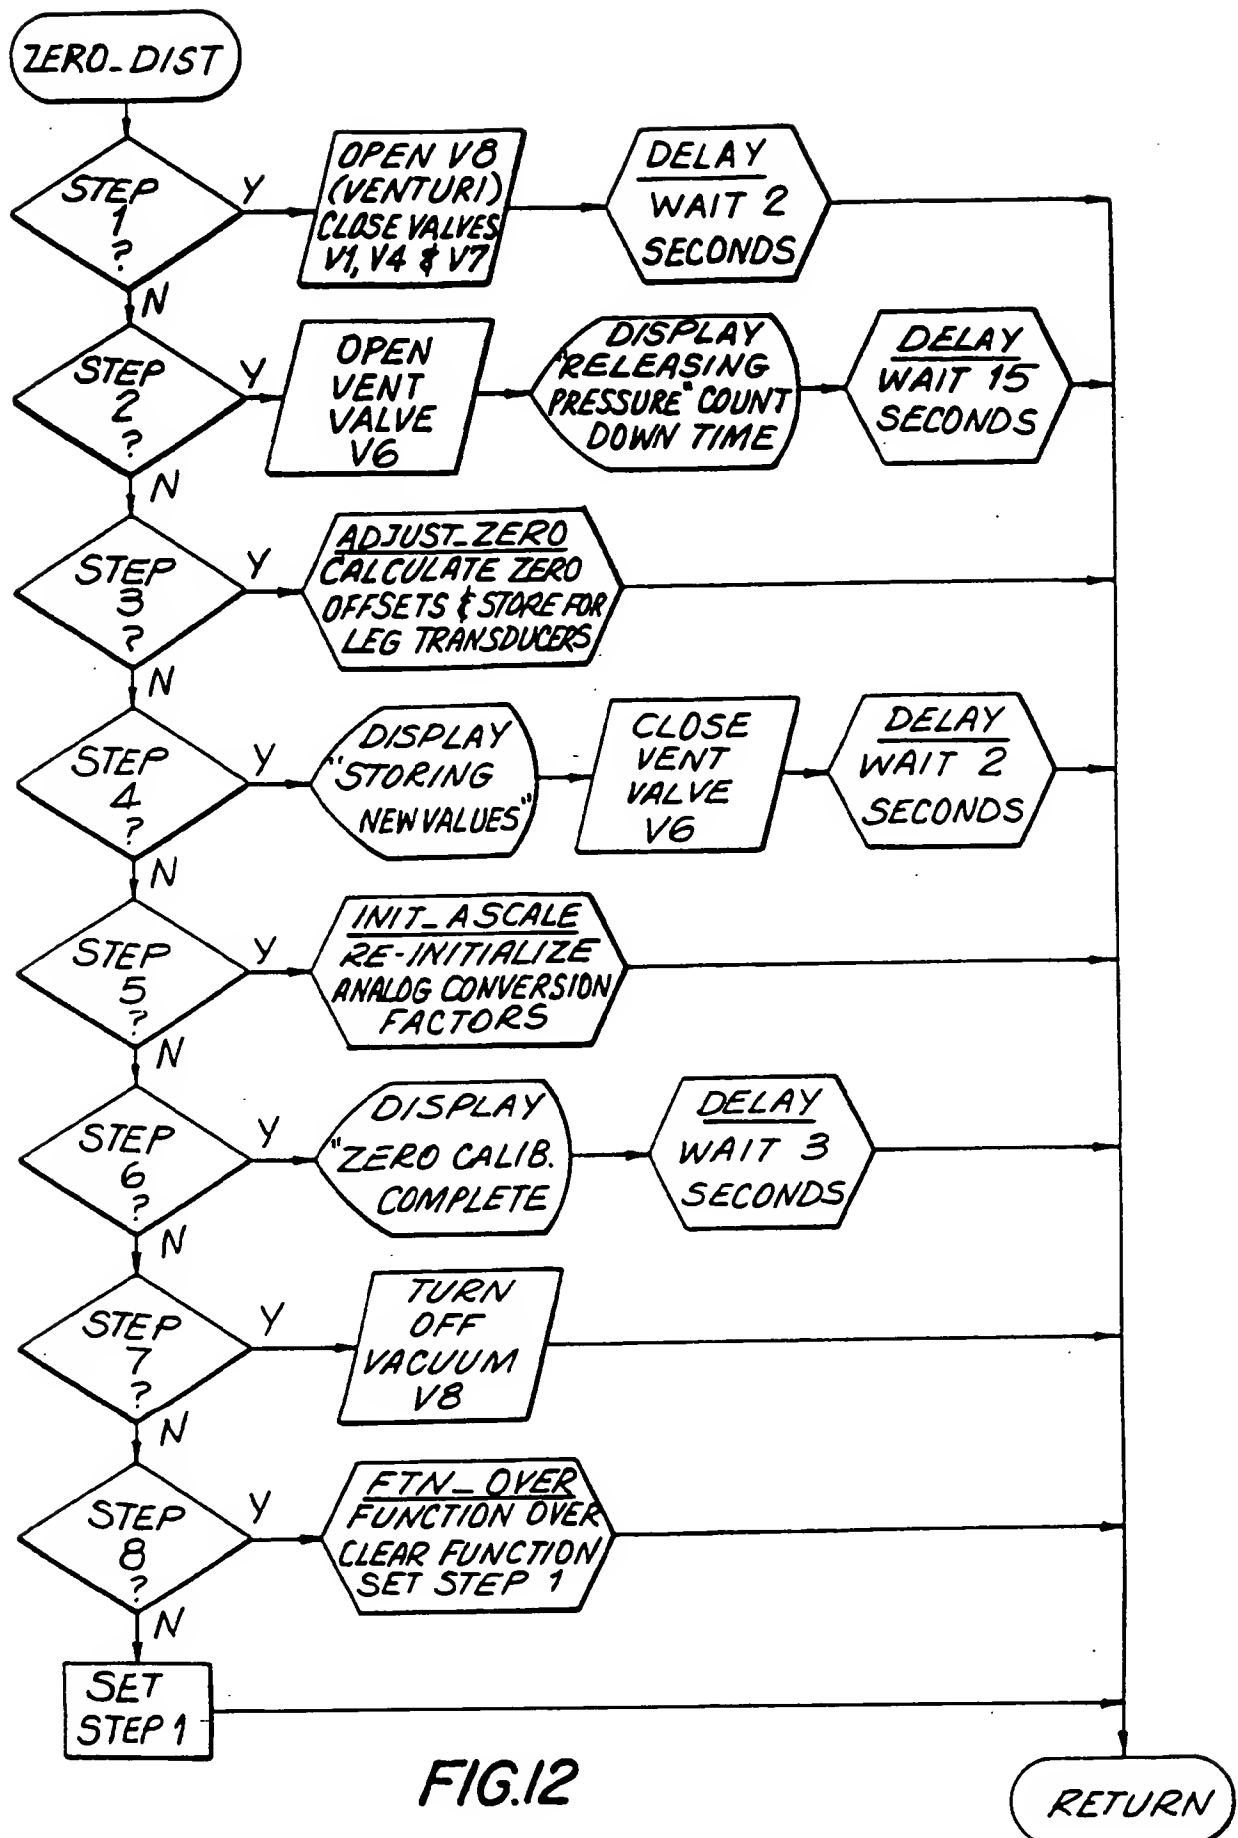 ZERO_DIST
STEP
1
?
Y
N
OPEN V8
(VENTURI)
CLOSE VALVES
V1, V4 & V7
DELAY
WAIT 2
SECONDS
STEP
2
?
Y
N
OPEN
VENT
VALVE
V6
DISPLAY
"RELEASING
PRESSURE" COUNT
DOWN TIME
DELAY
WAIT 15
SECONDS
STEP
3
?
Y
N
ADJUST_ZERO
CALCULATE ZERO
OFFSETS & STORE FOR
LEG TRANSDUCERS
STEP
4
?
Y
N
DISPLAY
"STORING
NEW VALUES"
CLOSE
VENT
VALVE
V6
DELAY
WAIT 2
SECONDS
STEP
5
?
Y
N
INIT_ASCALE
RE-INITIALIZE
ANALOG CONVERSION
FACTORS
STEP
6
?
Y
N
DISPLAY
"ZERO CALIB.
COMPLETE
DELAY
WAIT 3
SECONDS
STEP
7
?
Y
N
TURN
OFF
VACUUM
V8
STEP
8
?
Y
N
FTN_OVER
FUNCTION OVER
CLEAR FUNCTION
SET STEP 1
SET
STEP 1
RETURN
FIG.12